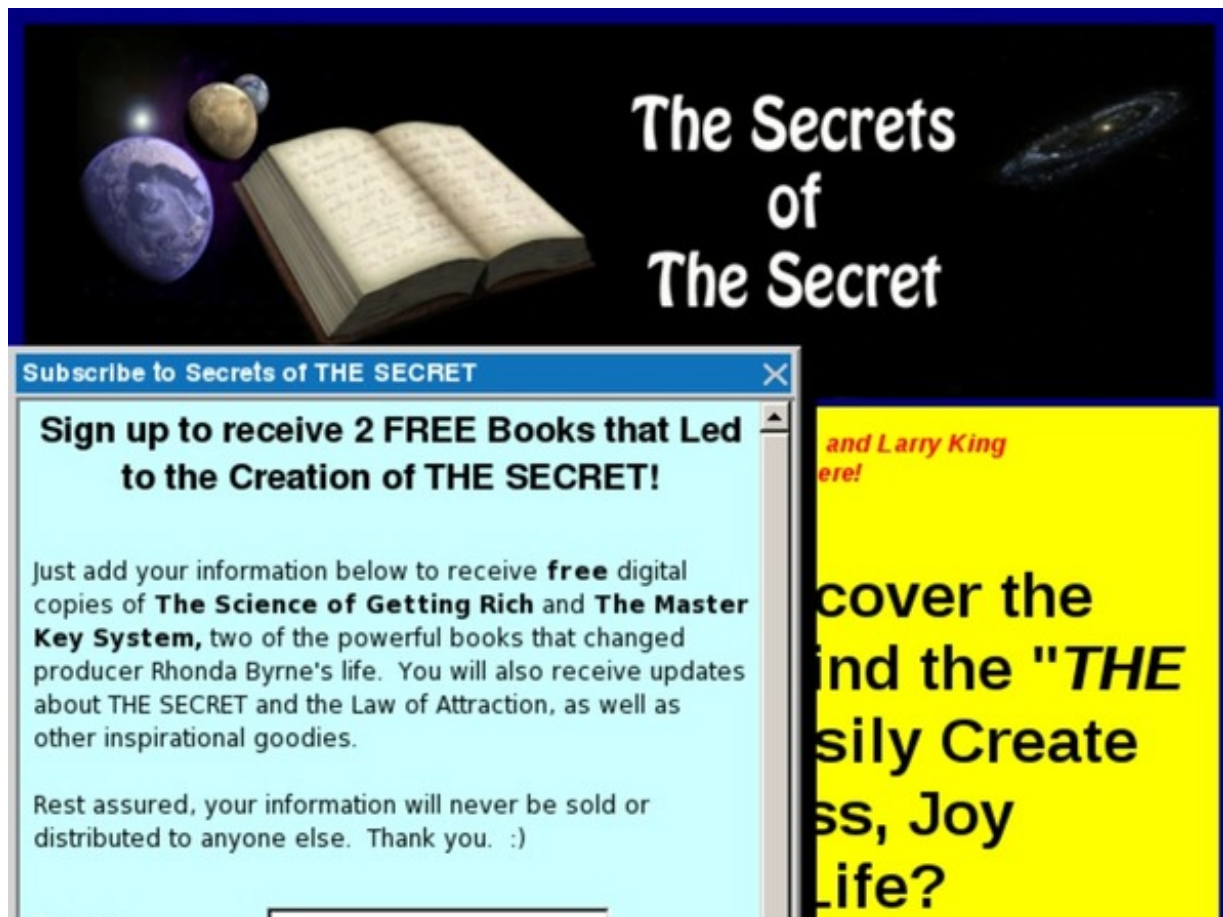 The Secrets
of
The Secret
Subscribe to Secrets of THE SECRET
Sign up to receive 2 FREE Books that Led
to the Creation of THE SECRET!
Just add your information below to receive free digital
copies of The Science of Getting Rich and The Master
Key System, two of the powerful books that changed
producer Rhonda Byrne's life. You will also receive updates
about THE SECRET and the Law of Attraction, as well as
other inspirational goodies.
Rest assured, your information will never be sold or
distributed to anyone else. Thank you. :)
and Larry King
ere!
cover the
ind the "THE
sily Create
ss, Joy
Life?